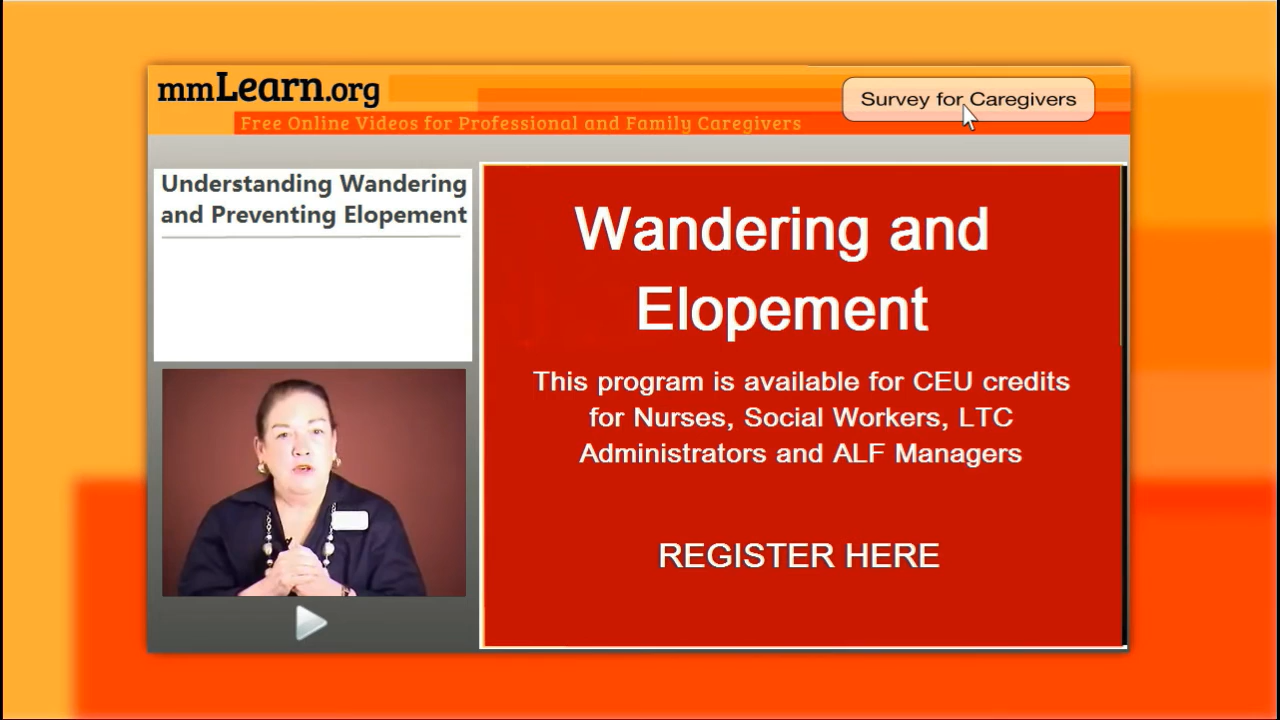 mmLearn.org
Survey for Caregivers
Free Online Videos for Professional and Family Caregivers
Understanding Wandering
and Preventing Elopement
Wandering and
Elopement
This program is available for CEU credits
for Nurses, Social Workers, LTC
Administrators and ALF Managers
REGISTER HERE